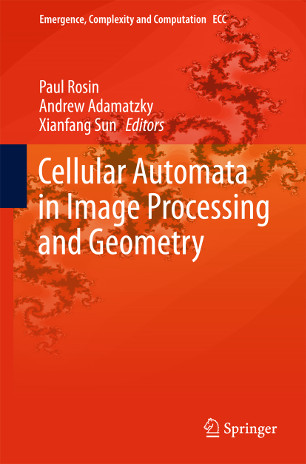 Emergence, Complexity and Computation ECC
Paul Rosin
Andrew Adamatzky
Xianfang Sun Editors
Cellular Automata
in Image Processing
and Geometry
Springer